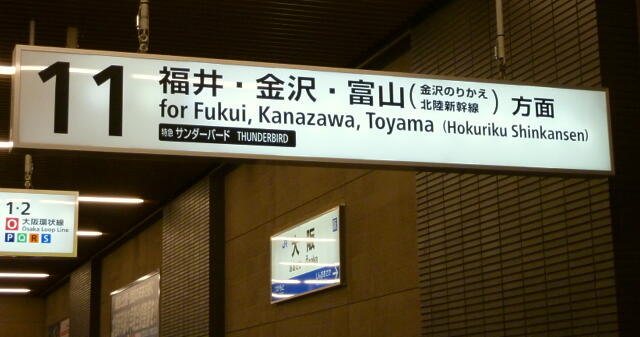 11
福井・金沢・富山(金沢のりかえ 北陸新幹線)方面
for Fukui, Kanazawa, Toyama (Hokuriku Shinkansen)
特急 サンダーバード THUNDERBIRD
1・2
O 大阪環状線
Osaka Loop Line
P Q R S
大阪